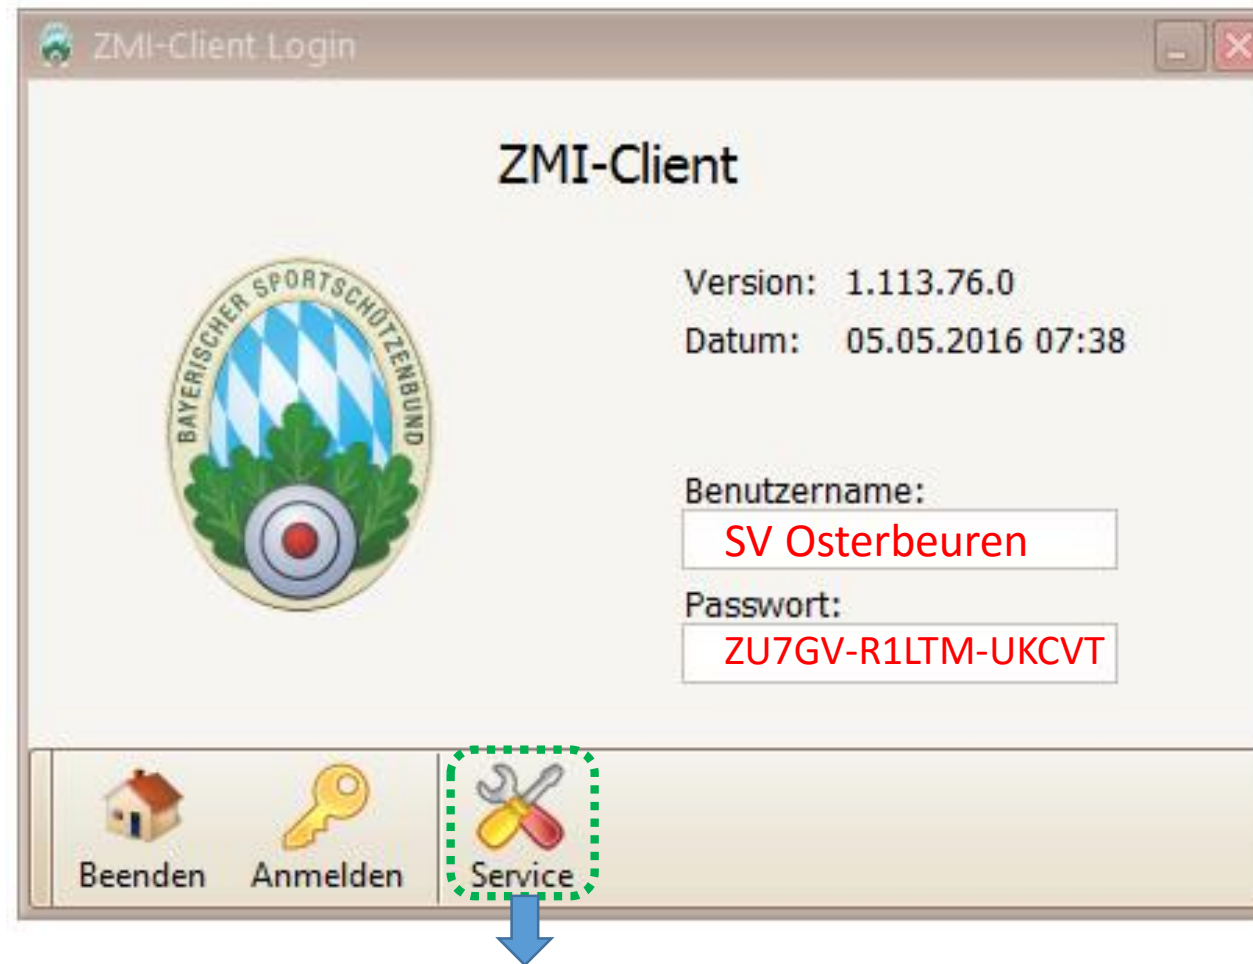 ZMI-Client Login
ZMI-Client
BAYERISCHER SPORTSCHÜTZENBUND
Version: 1.113.76.0
Datum: 05.05.2016 07:38
Benutzername:
SV Osterbeuren
Passwort:
ZU7GV-R1LTM-UKCVT
Beenden Anmelden Service